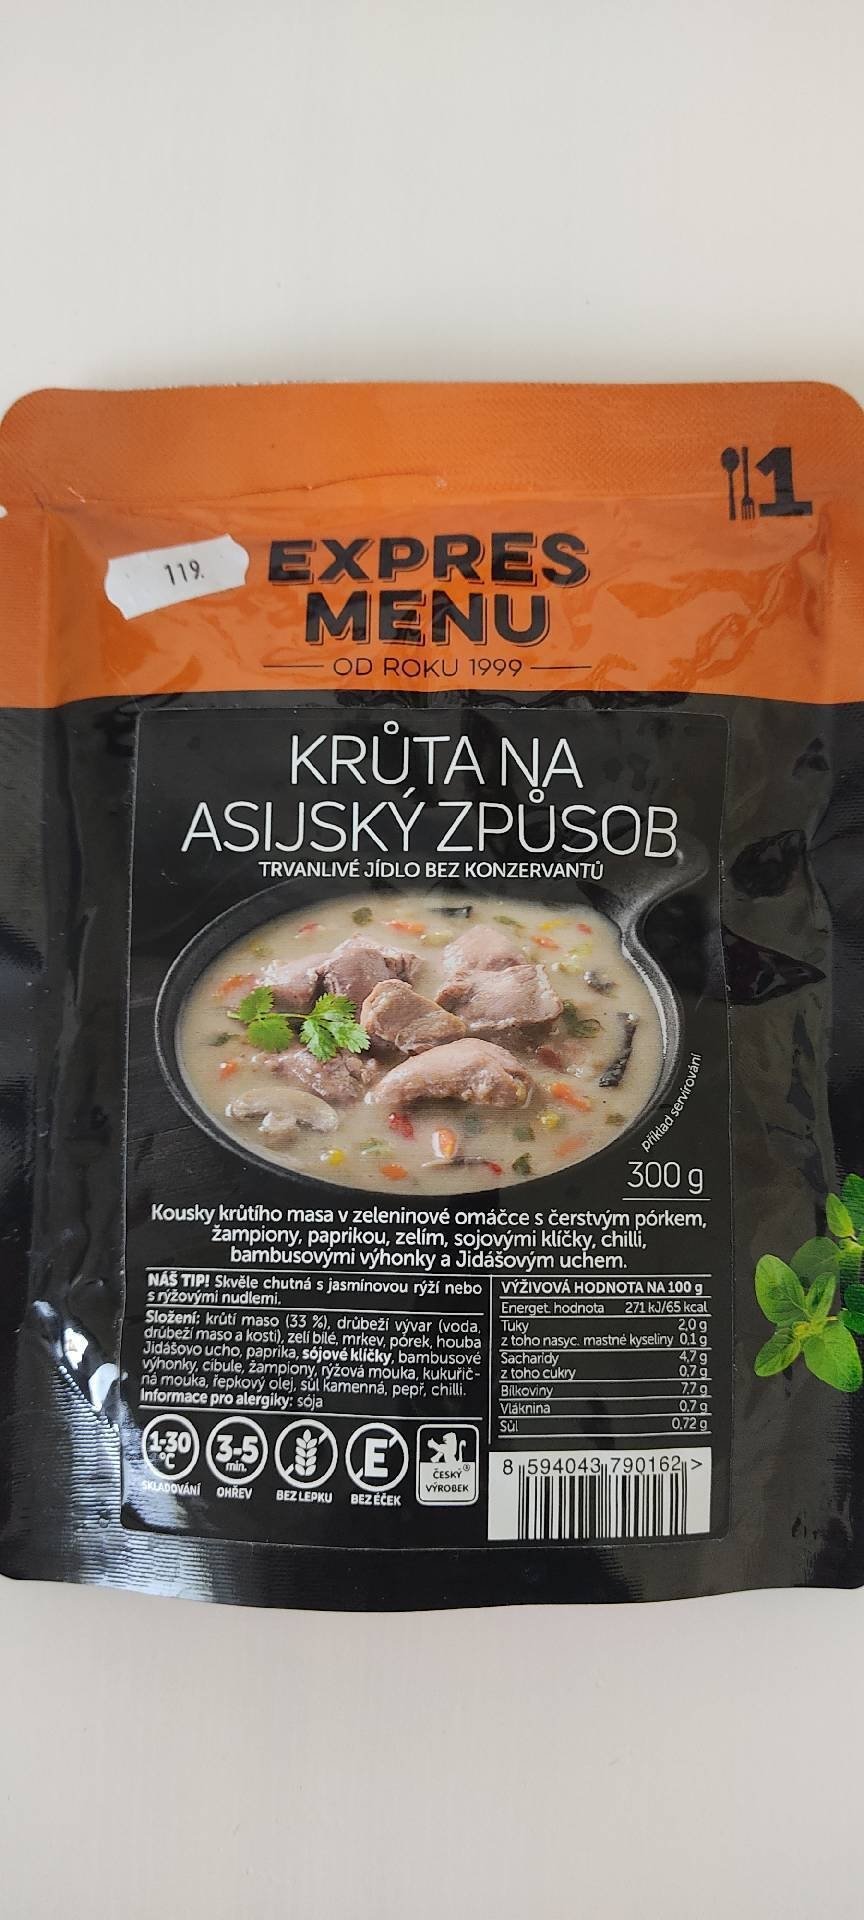 1
119.
EXPRES
MENU
OD ROKU 1999
KRŮTA NA
ASIJSKÝ ZPŮSOB
TRVANLIVÉ JÍDLO BEZ KONZERVANTŮ
příklad servírování
300 g
Kousky krůtího masa v zeleninové omáčce s čerstvým pórkem,
žampiony, paprikou, zelím, sojovými klíčky, chilli,
bambusovými výhonky a Jidášovým uchem.
NÁŠ TIP! Skvěle chutná s jasmínovou rýží nebo
s rýžovými nudlemi.
Složení: krůtí maso (33 %), drůbeží vývar (voda,
drůbeží maso a kosti), zelí bílé, mrkev, pórek, houba
Jidášovo ucho, paprika, sójové klíčky, bambusové
výhonky, cibule, žampiony, rýžová mouka, kukuřič-
ná mouka, řepkový olej, sůl kamenná, pepř, chilli.
Informace pro alergiky: sója
VÝŽIVOVÁ HODNOTA NA 100 g
Energet. hodnota 271 kJ/65 kcal
Tuky 2,0 g
z toho nasyc. mastné kyseliny 0,1 g
Sacharidy 4,7 g
z toho cukry 0,7 g
Bílkoviny 7,7 g
Vláknina 0,7 g
Sůl 0,72 g
1-30 °C
SKLADOVÁNÍ
3-5 min.
OHŘEV
BEZ LEPKU
E
BEZ ÉČEK
ČESKÝ®
VÝROBEK
8 594043 790162 >